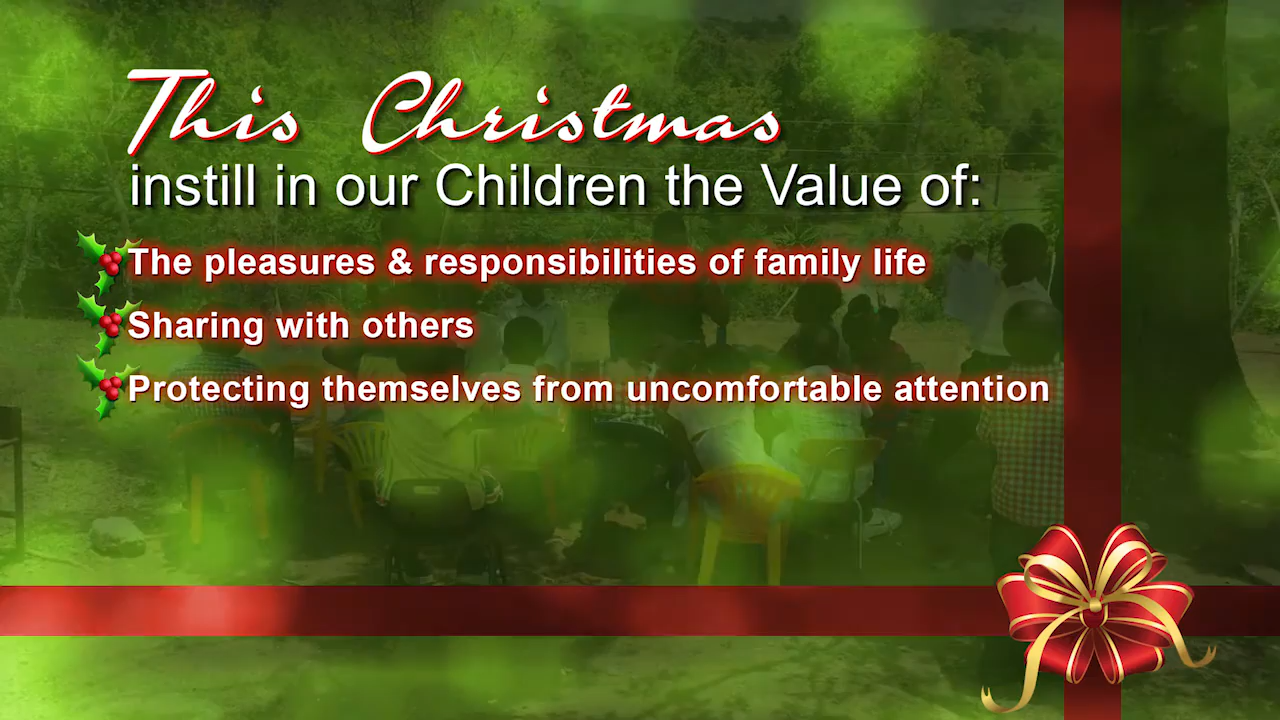 This Christmas
instill in our Children the Value of:
The pleasures & responsibilities of family life
Sharing with others
Protecting themselves from uncomfortable attention